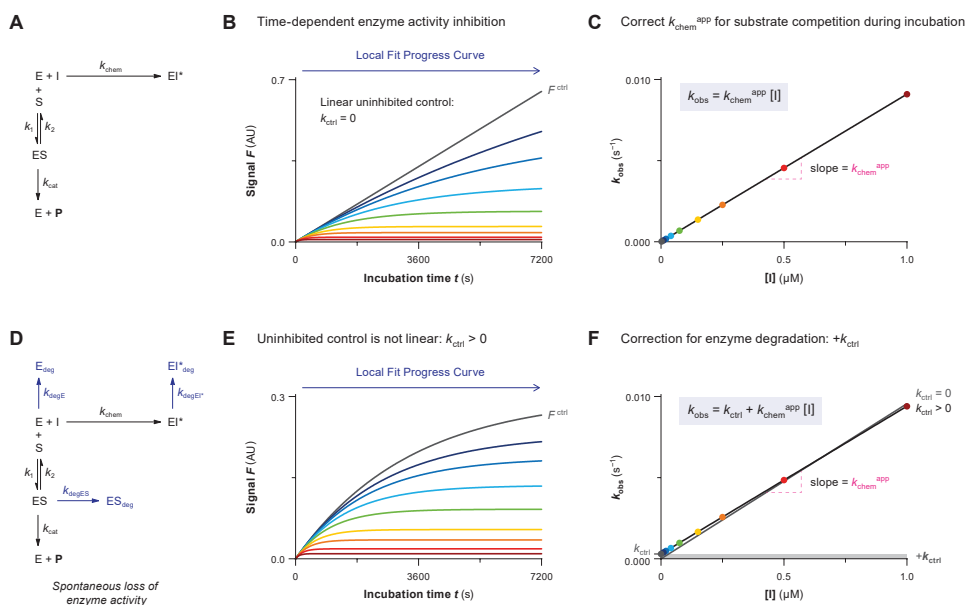 A
E + I
k_chem
EI*
+
S
k_1
k_2
ES
k_cat
E + P
B Time-dependent enzyme activity inhibition
Local Fit Progress Curve
0.7
Linear uninhibited control:
k_ctrl = 0
F^ctrl
Signal F (AU)
0.0
0
3600
7200
Incubation time t (s)
C Correct k_chem^app for substrate competition during incubation
0.010
k_obs = k_chem^app [I]
k_obs (s⁻¹)
slope = k_chem^app
0.000
0
0.5
1.0
[I] (μM)
D
E_deg
EI*_deg
k_degE
k_degEI*
k_chem
E + I
EI*
+
S
k_1
k_2
k_degES
ES
ES_deg
k_cat
E + P
Spontaneous loss of
enzyme activity
E Uninhibited control is not linear: k_ctrl > 0
Local Fit Progress Curve
0.3
F^ctrl
Signal F (AU)
0.0
0
3600
7200
Incubation time t (s)
F Correction for enzyme degradation: +k_ctrl
0.010
k_ctrl = 0
k_ctrl > 0
k_obs = k_ctrl + k_chem^app [I]
k_obs (s⁻¹)
slope = k_chem^app
k_ctrl
0.000
+k_ctrl
0
0.5
1.0
[I] (μM)